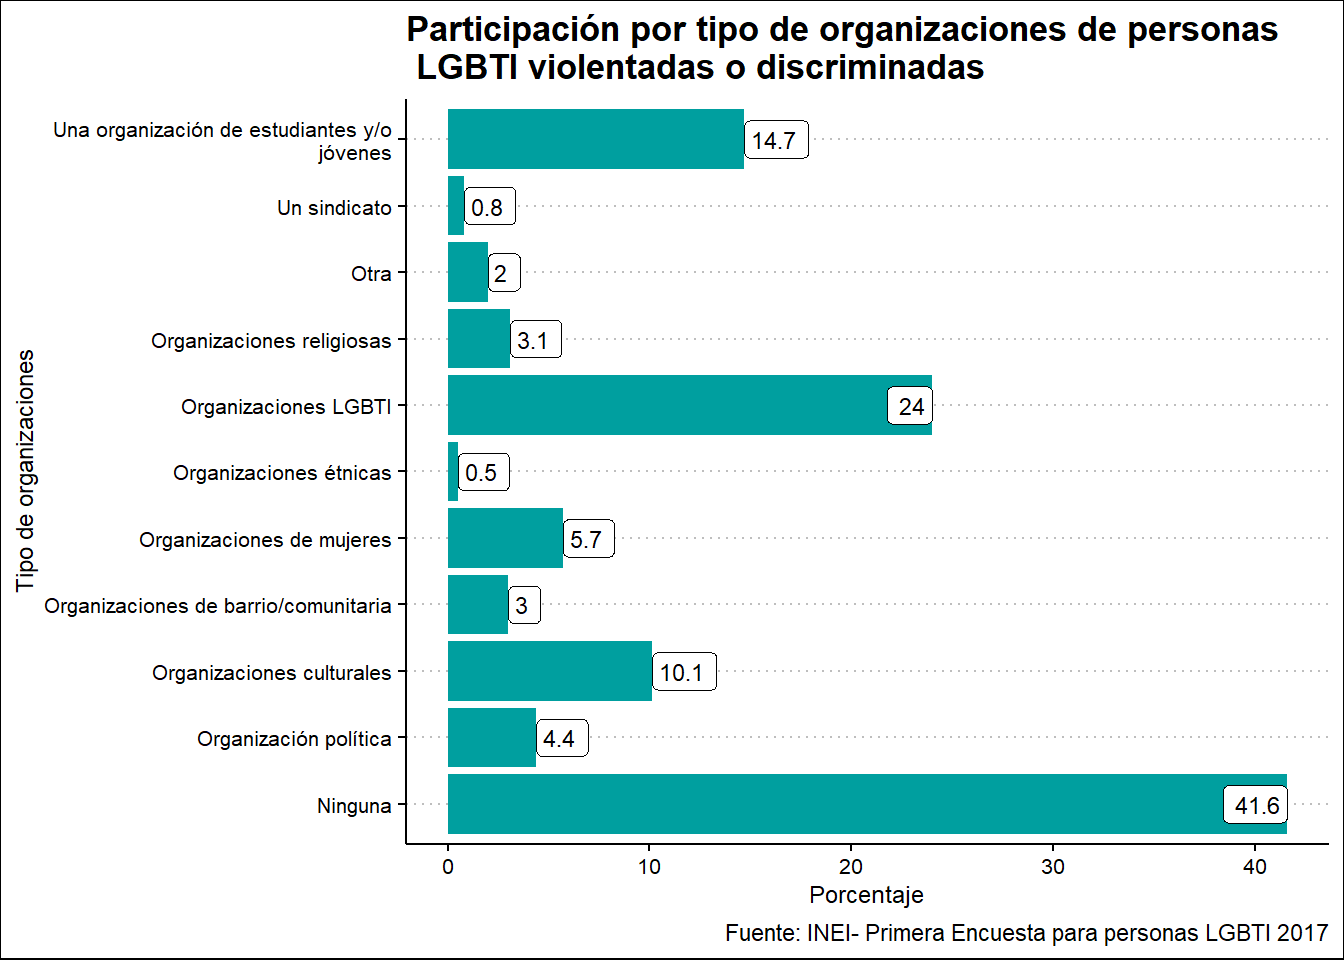 Participación por tipo de organizaciones de personas
LGBTI violentadas o discriminadas
Tipo de organizaciones
Una organización de estudiantes y/o
jóvenes
14.7
Un sindicato
0.8
Otra
2
Organizaciones religiosas
3.1
Organizaciones LGBTI
24
Organizaciones étnicas
0.5
Organizaciones de mujeres
5.7
Organizaciones de barrio/comunitaria
3
Organizaciones culturales
10.1
Organización política
4.4
Ninguna
41.6
0 10 20 30 40
Porcentaje
Fuente: INEI- Primera Encuesta para personas LGBTI 2017